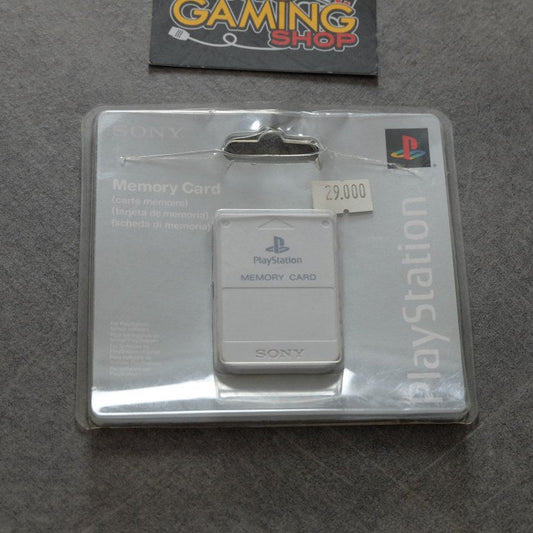 GAMING
SHOP
SONY
Memory Card
(carte memoire)
(tarjeta de memoria)
(scheda di memoria)
29.000
PlayStation
MEMORY CARD
SONY
PlayStation